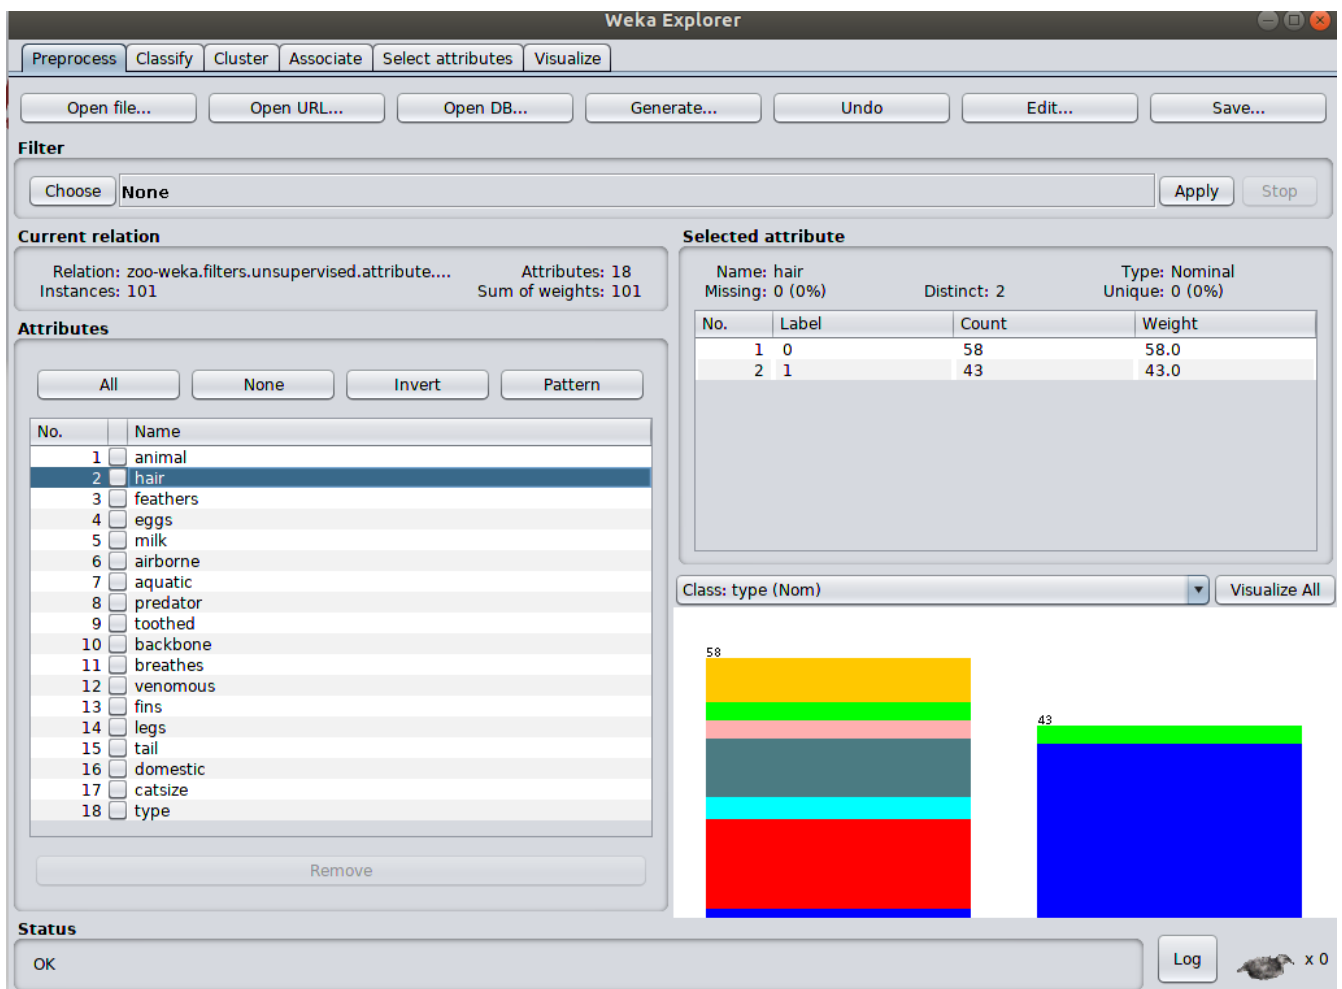 Weka Explorer
Preprocess Classify Cluster Associate Select attributes Visualize
Open file... Open URL... Open DB... Generate... Undo Edit... Save...
Filter
Choose None Apply Stop
Current relation
Relation: zoo-weka.filters.unsupervised.attribute.... Attributes: 18
Instances: 101 Sum of weights: 101
Attributes
All None Invert Pattern
No. Name
1 animal
2 hair
3 feathers
4 eggs
5 milk
6 airborne
7 aquatic
8 predator
9 toothed
10 backbone
11 breathes
12 venomous
13 fins
14 legs
15 tail
16 domestic
17 catsize
18 type
Remove
Selected attribute
Name: hair Type: Nominal
Missing: 0 (0%) Distinct: 2 Unique: 0 (0%)
No. Label Count Weight
1 0 58 58.0
2 1 43 43.0
Class: type (Nom) Visualize All
58
43
Status
OK Log x 0